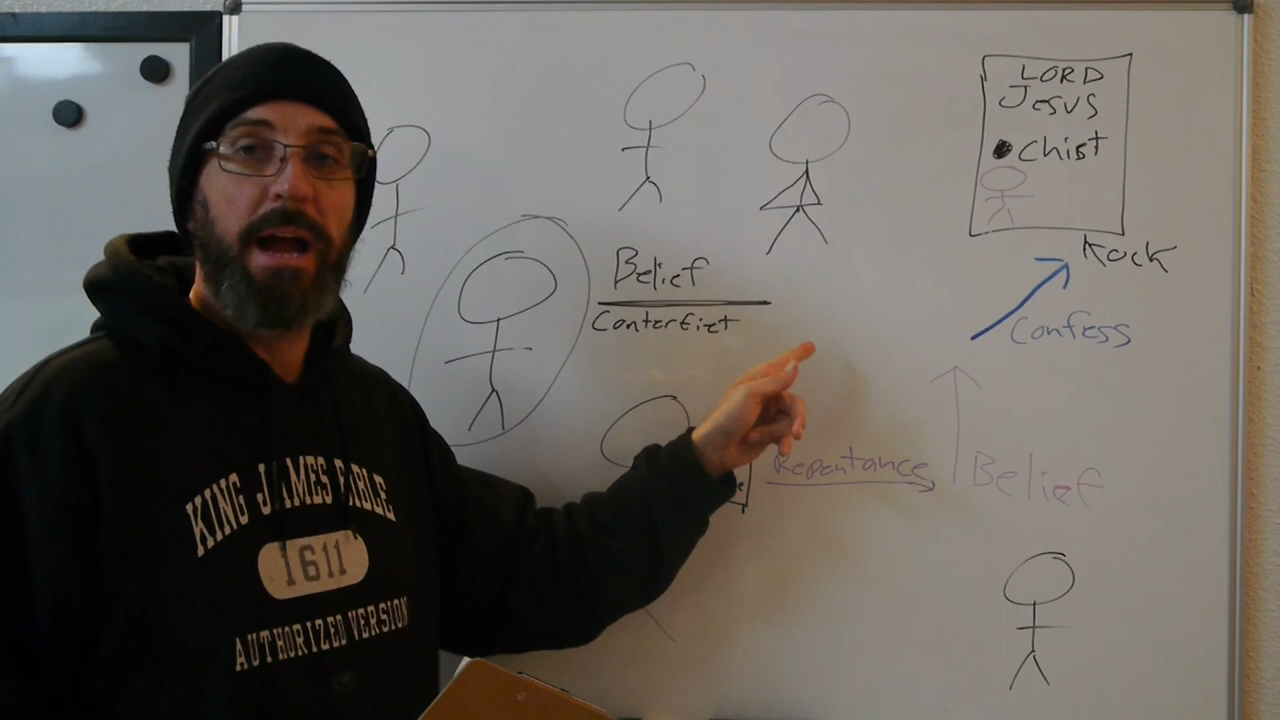 LORD
JESUS
Chist
Rock
Belief
Conterfiet
Confess
Repentance
Belief
KING JAMES BIBLE
1611
AUTHORIZED VERSION